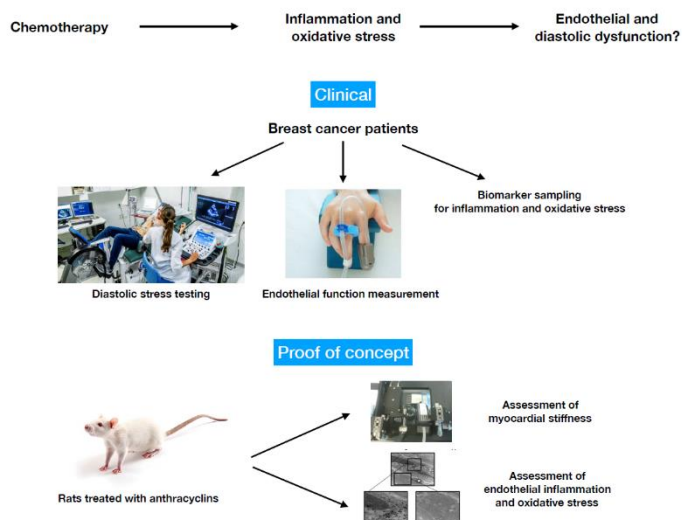 Chemotherapy
Inflammation and
oxidative stress
Endothelial and
diastolic dysfunction?
Clinical
Breast cancer patients
Diastolic stress testing
Endothelial function measurement
Biomarker sampling
for inflammation and oxidative stress
Proof of concept
Rats treated with anthracyclins
Assessment of
myocardial stiffness
Assessment of
endothelial inflammation
and oxidative stress